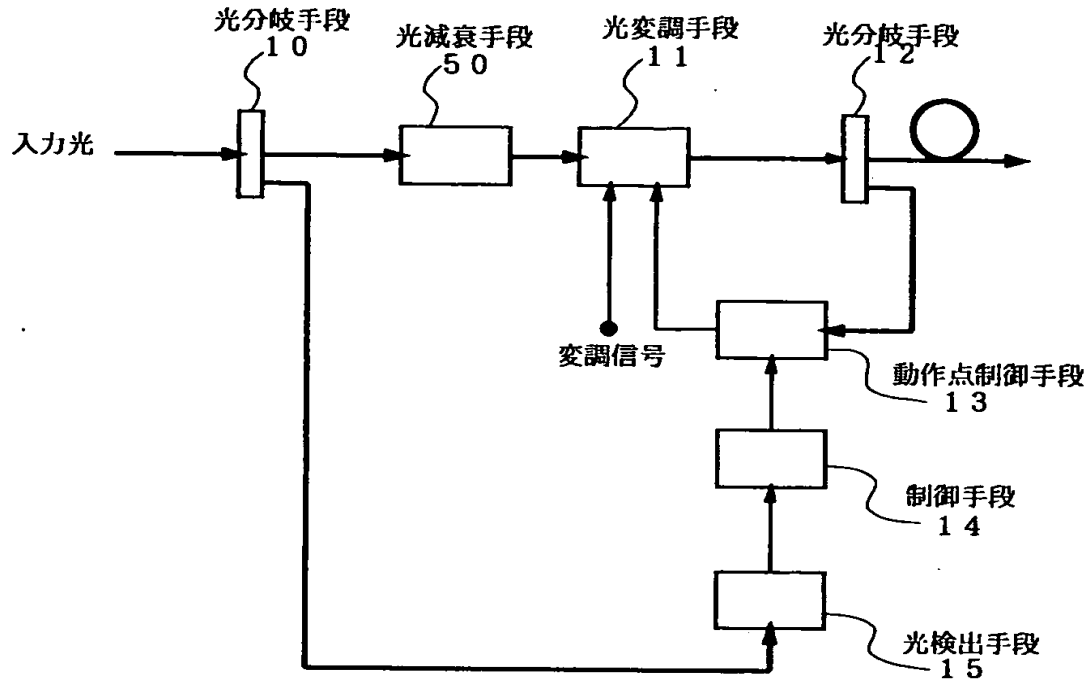 光分岐手段
10
光減衰手段
50
光変調手段
11
光分岐手段
12
入力光
変調信号
動作点制御手段
13
制御手段
14
光検出手段
15